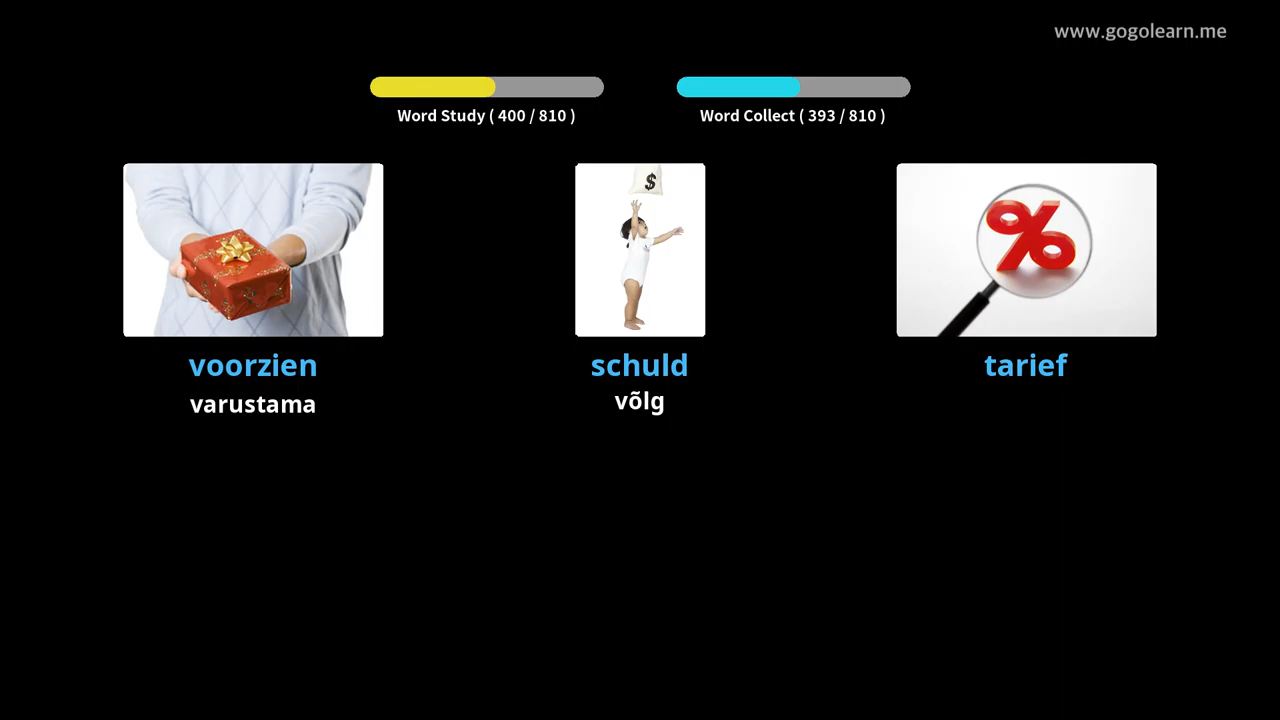 www.gogolearn.me
Word Study ( 400 / 810 )
Word Collect ( 393 / 810 )
$
%
voorzien
schuld
tarief
varustama
võlg